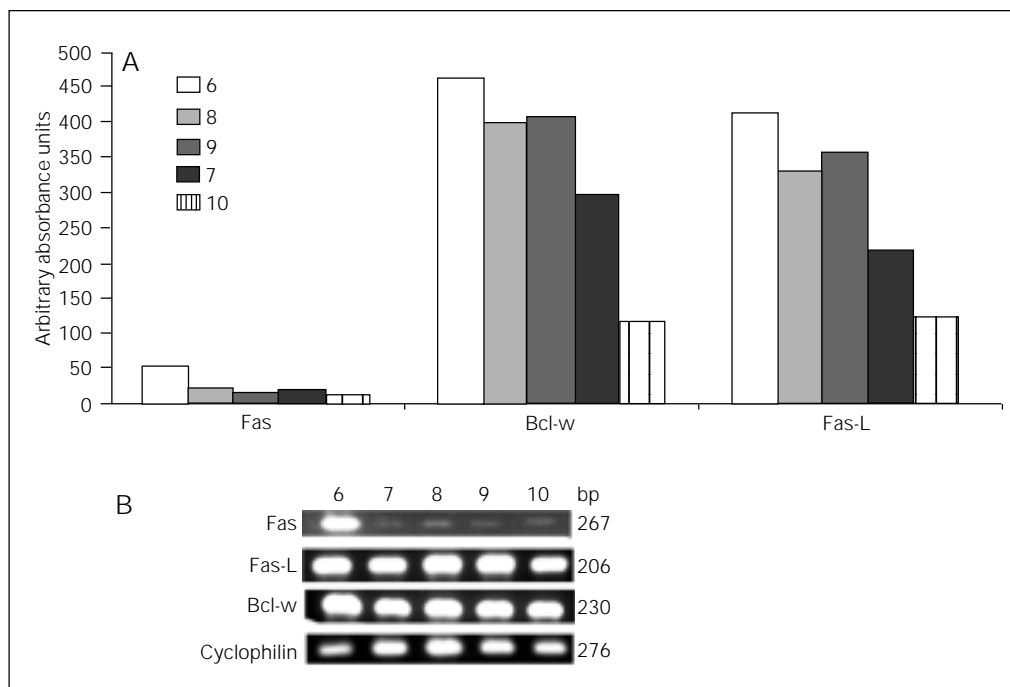 A
Arbitrary absorbance units
500
450
400
350
300
250
200
150
100
50
0
6
8
9
7
10
Fas
Bcl-w
Fas-L
B
6 7 8 9 10 bp
Fas 267
Fas-L 206
Bcl-w 230
Cyclophilin 276